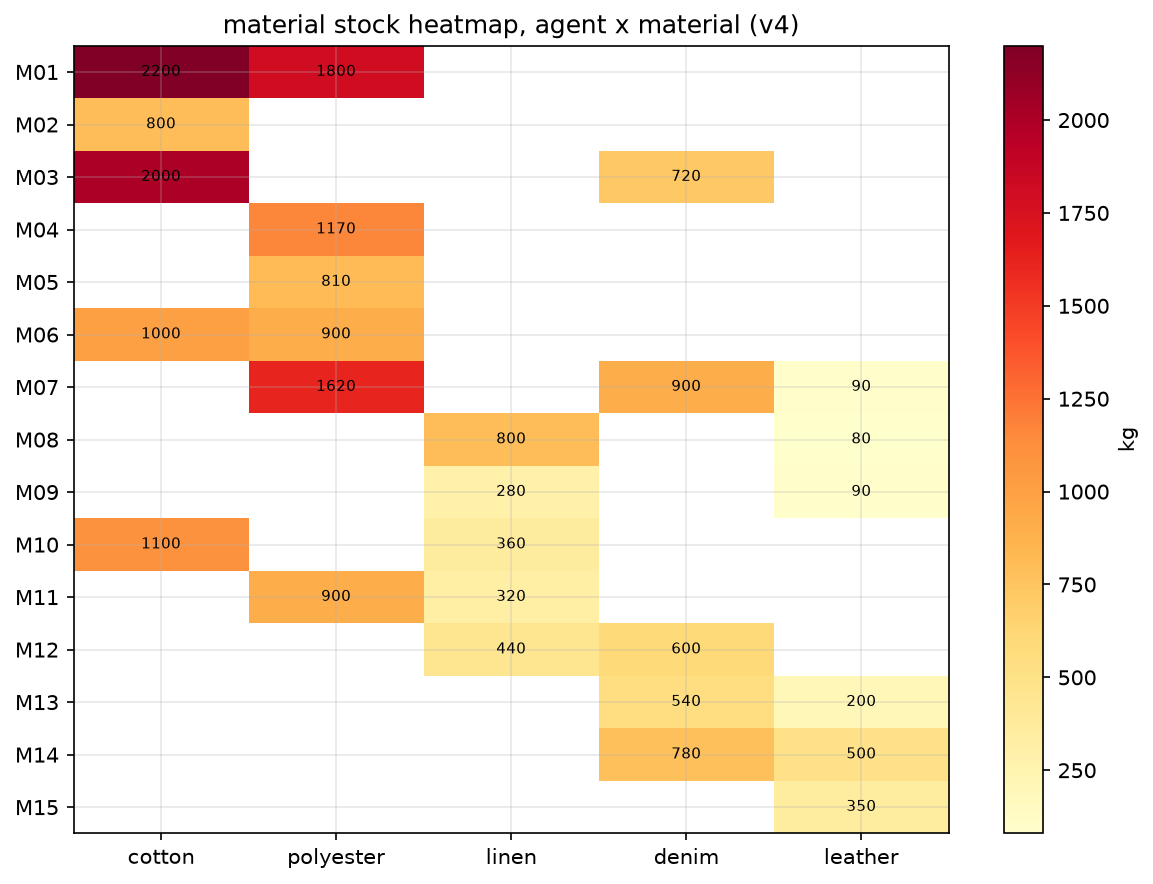 material stock heatmap, agent x material (v4)
M01 2200 1800
M02 800
M03 2000 720
M04 1170
M05 810
M06 1000 900
M07 1620 900 90
M08 800 80
M09 280 90
M10 1100 360
M11 900 320
M12 440 600
M13 540 200
M14 780 500
M15 350
cotton polyester linen denim leather
2000
1750
1500
1250
1000
750
500
250
kg